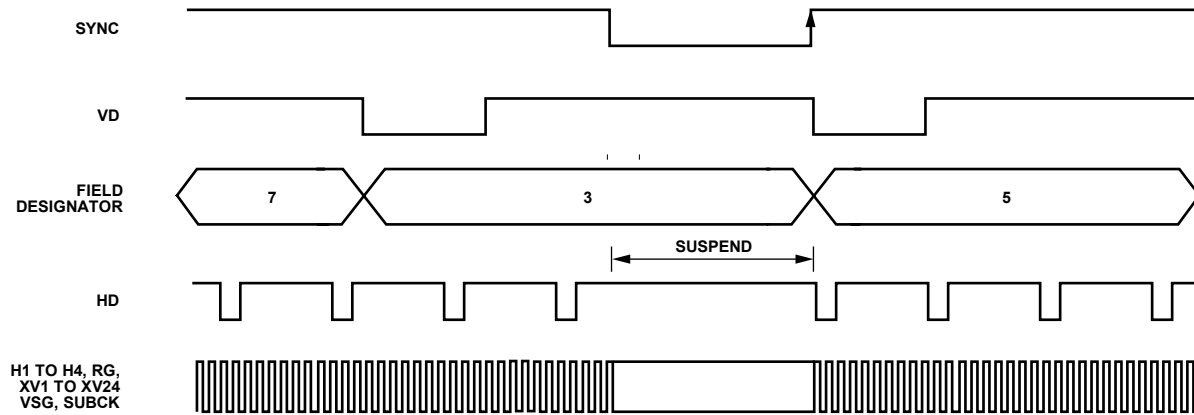 SYNC
VD
FIELD
DESIGNATOR
7
3
5
SUSPEND
HD
H1 TO H4, RG,
XV1 TO XV24
VSG, SUBCK